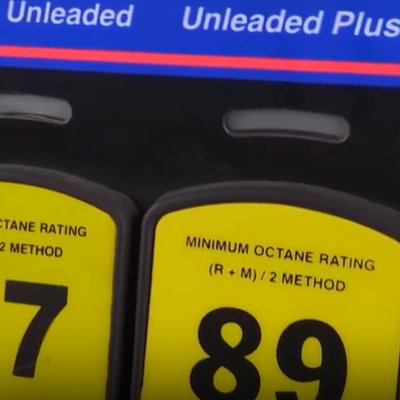 Unleaded
Unleaded Plus
OCTANE RATING
2 METHOD
7
MINIMUM OCTANE RATING
(R + M) / 2 METHOD
89